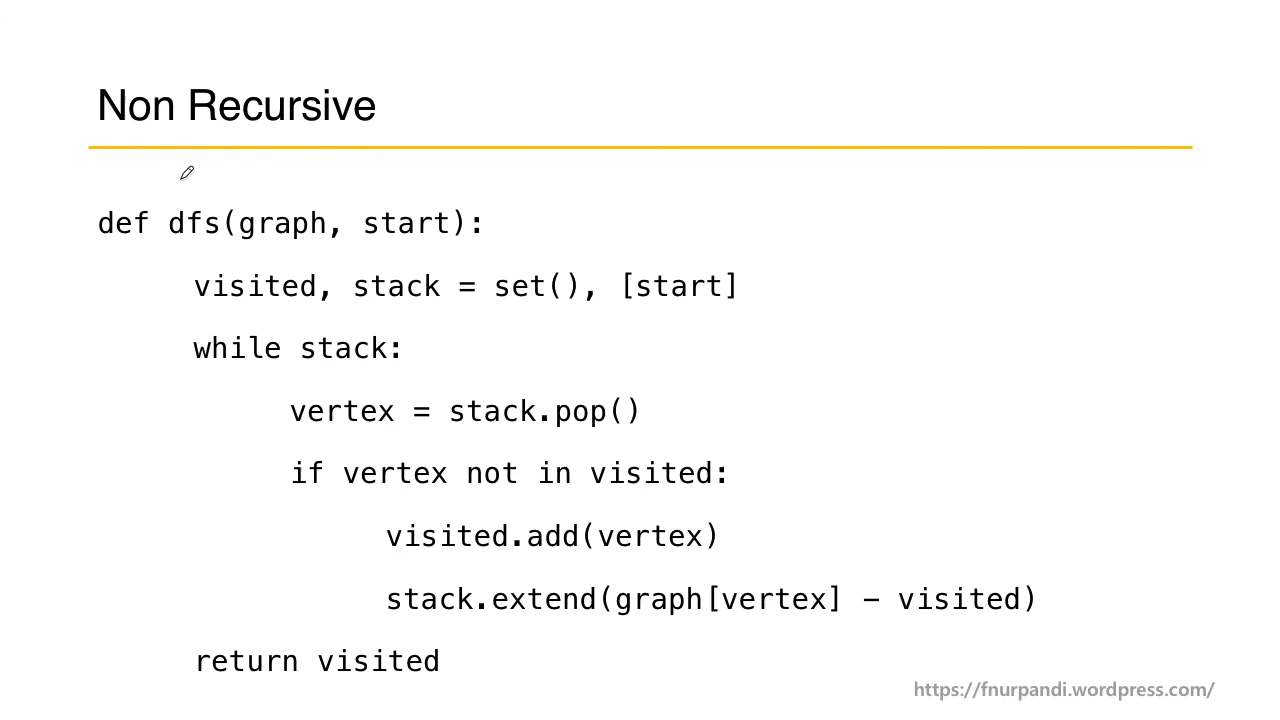 Non Recursive
def dfs(graph, start):
visited, stack = set(), [start]
while stack:
vertex = stack.pop()
if vertex not in visited:
visited.add(vertex)
stack.extend(graph[vertex] - visited)
return visited
https://fnurpandi.wordpress.com/